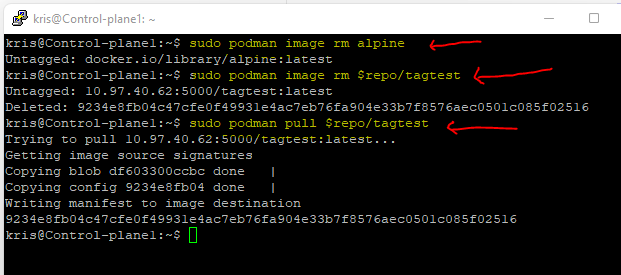 kris@Control-plane1: ~
kris@Control-plane1:~$ sudo podman image rm alpine
Untagged: docker.io/library/alpine:latest
kris@Control-plane1:~$ sudo podman image rm $repo/tagtest
Untagged: 10.97.40.62:5000/tagtest:latest
Deleted: 9234e8fb04c47cfe0f49931e4ac7eb76fa904e33b7f8576aec0501c085f02516
kris@Control-plane1:~$ sudo podman pull $repo/tagtest
Trying to pull 10.97.40.62:5000/tagtest:latest...
Getting image source signatures
Copying blob df603300ccbc done   |
Copying config 9234e8fb04 done   |
Writing manifest to image destination
9234e8fb04c47cfe0f49931e4ac7eb76fa904e33b7f8576aec0501c085f02516
kris@Control-plane1:~$